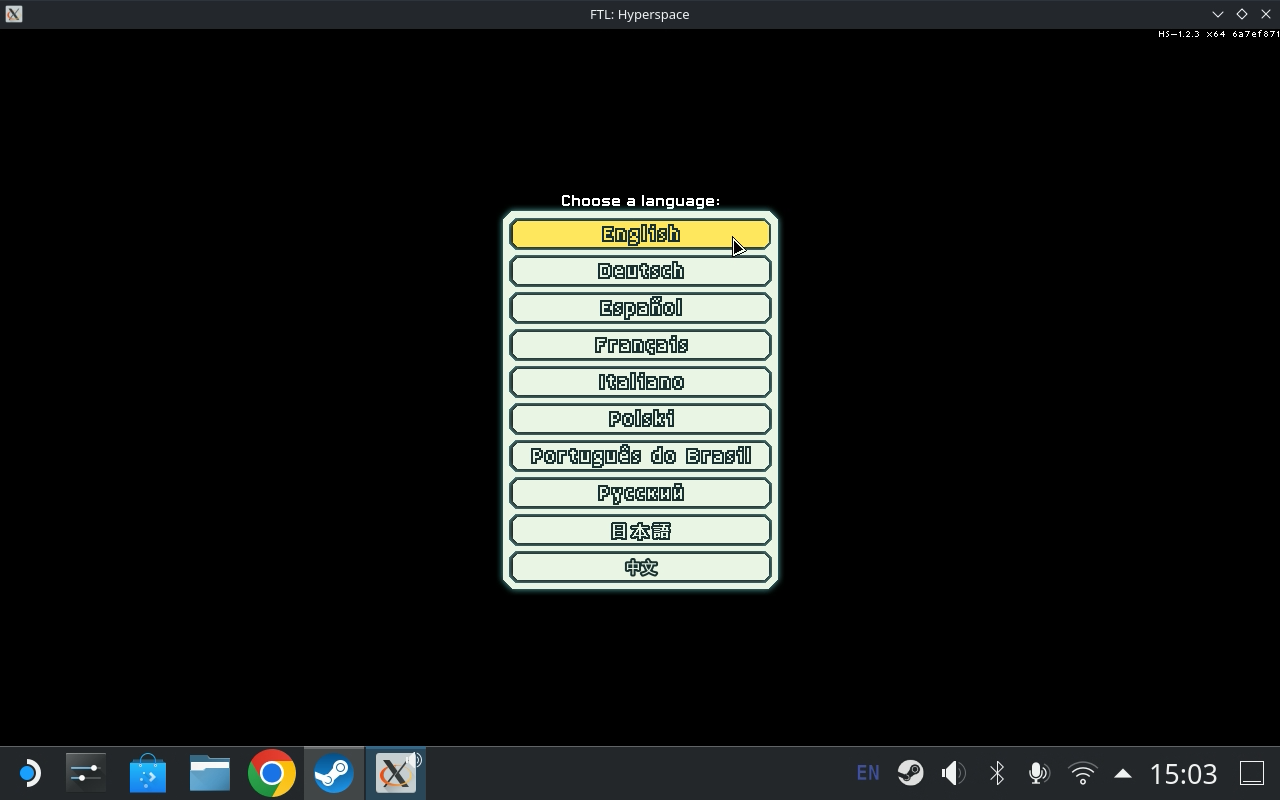 FTL: Hyperspace
HS-1.2.3 x64 6a7ef871
Choose a language:
English
Deutsch
Español
Français
Italiano
Polski
Português do Brasil
Русский
日本語
中文
EN
15:03